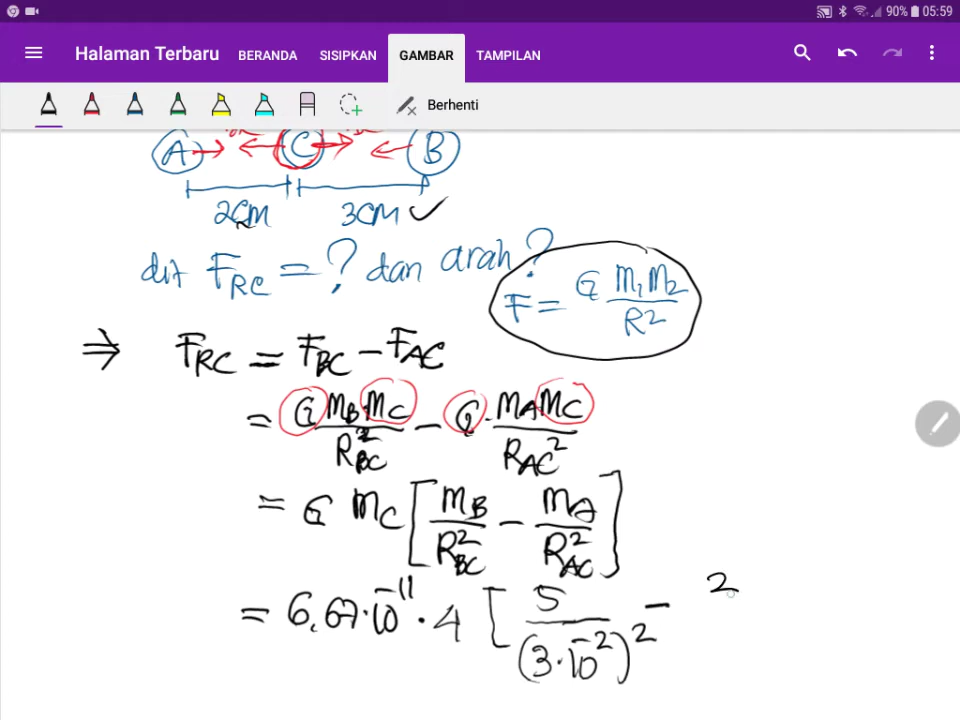 90% 05:59
Halaman Terbaru BERANDA SISIPKAN GAMBAR TAMPILAN
Berhenti
A C B
2cm 3cm
dit F_RC = ? dan arah?
F = G M₁M₂ / R²
⇒ F_RC = F_BC − F_AC
= G M_B M_C / R_BC² − G · M_A M_C / R_AC²
= G M_C [ M_B / R_BC² − M_A / R_AC² ]
= 6,67·10⁻¹¹ · 4 [ 5 / (3·10⁻²)² − 2